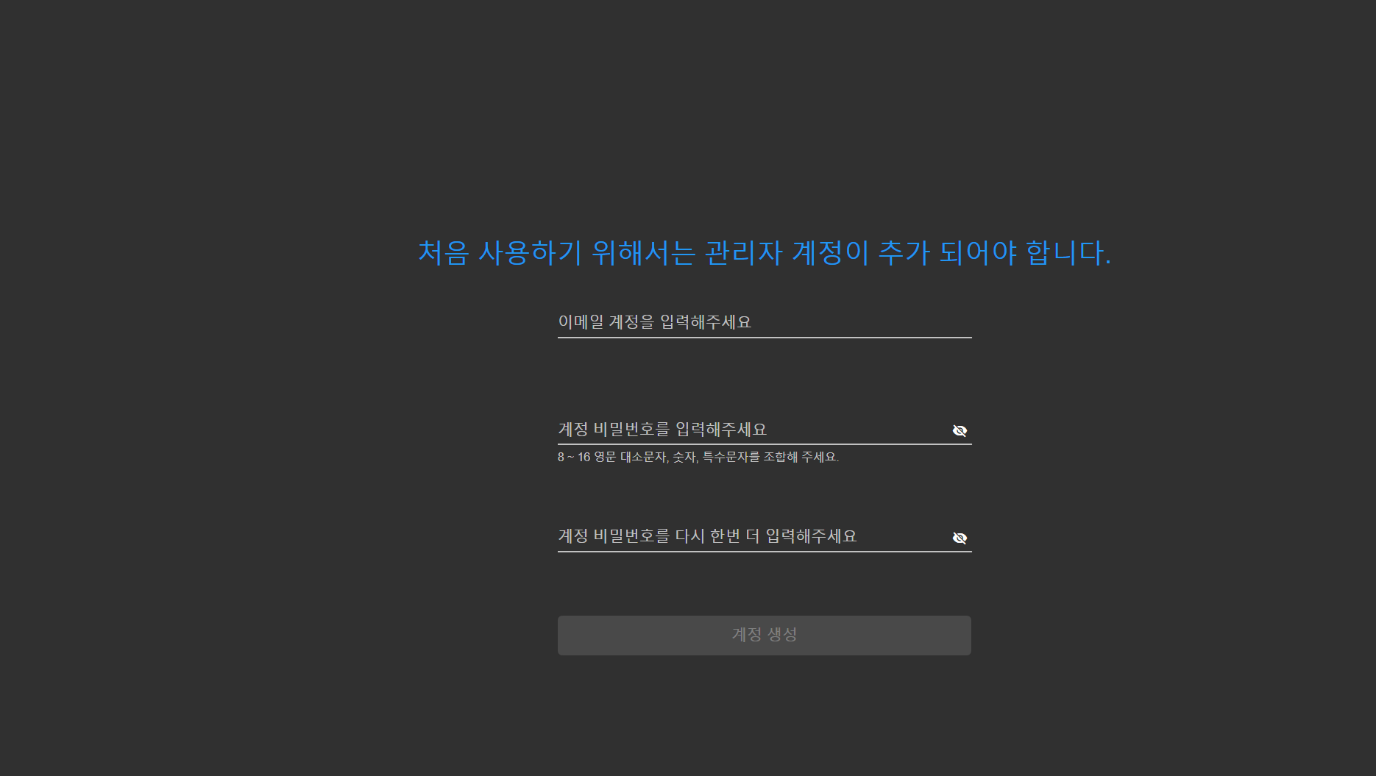 처음 사용하기 위해서는 관리자 계정이 추가 되어야 합니다.
이메일 계정을 입력해주세요
계정 비밀번호를 입력해주세요
8 ~ 16 영문 대소문자, 숫자, 특수문자를 조합해 주세요.
계정 비밀번호를 다시 한번 더 입력해주세요
계정 생성